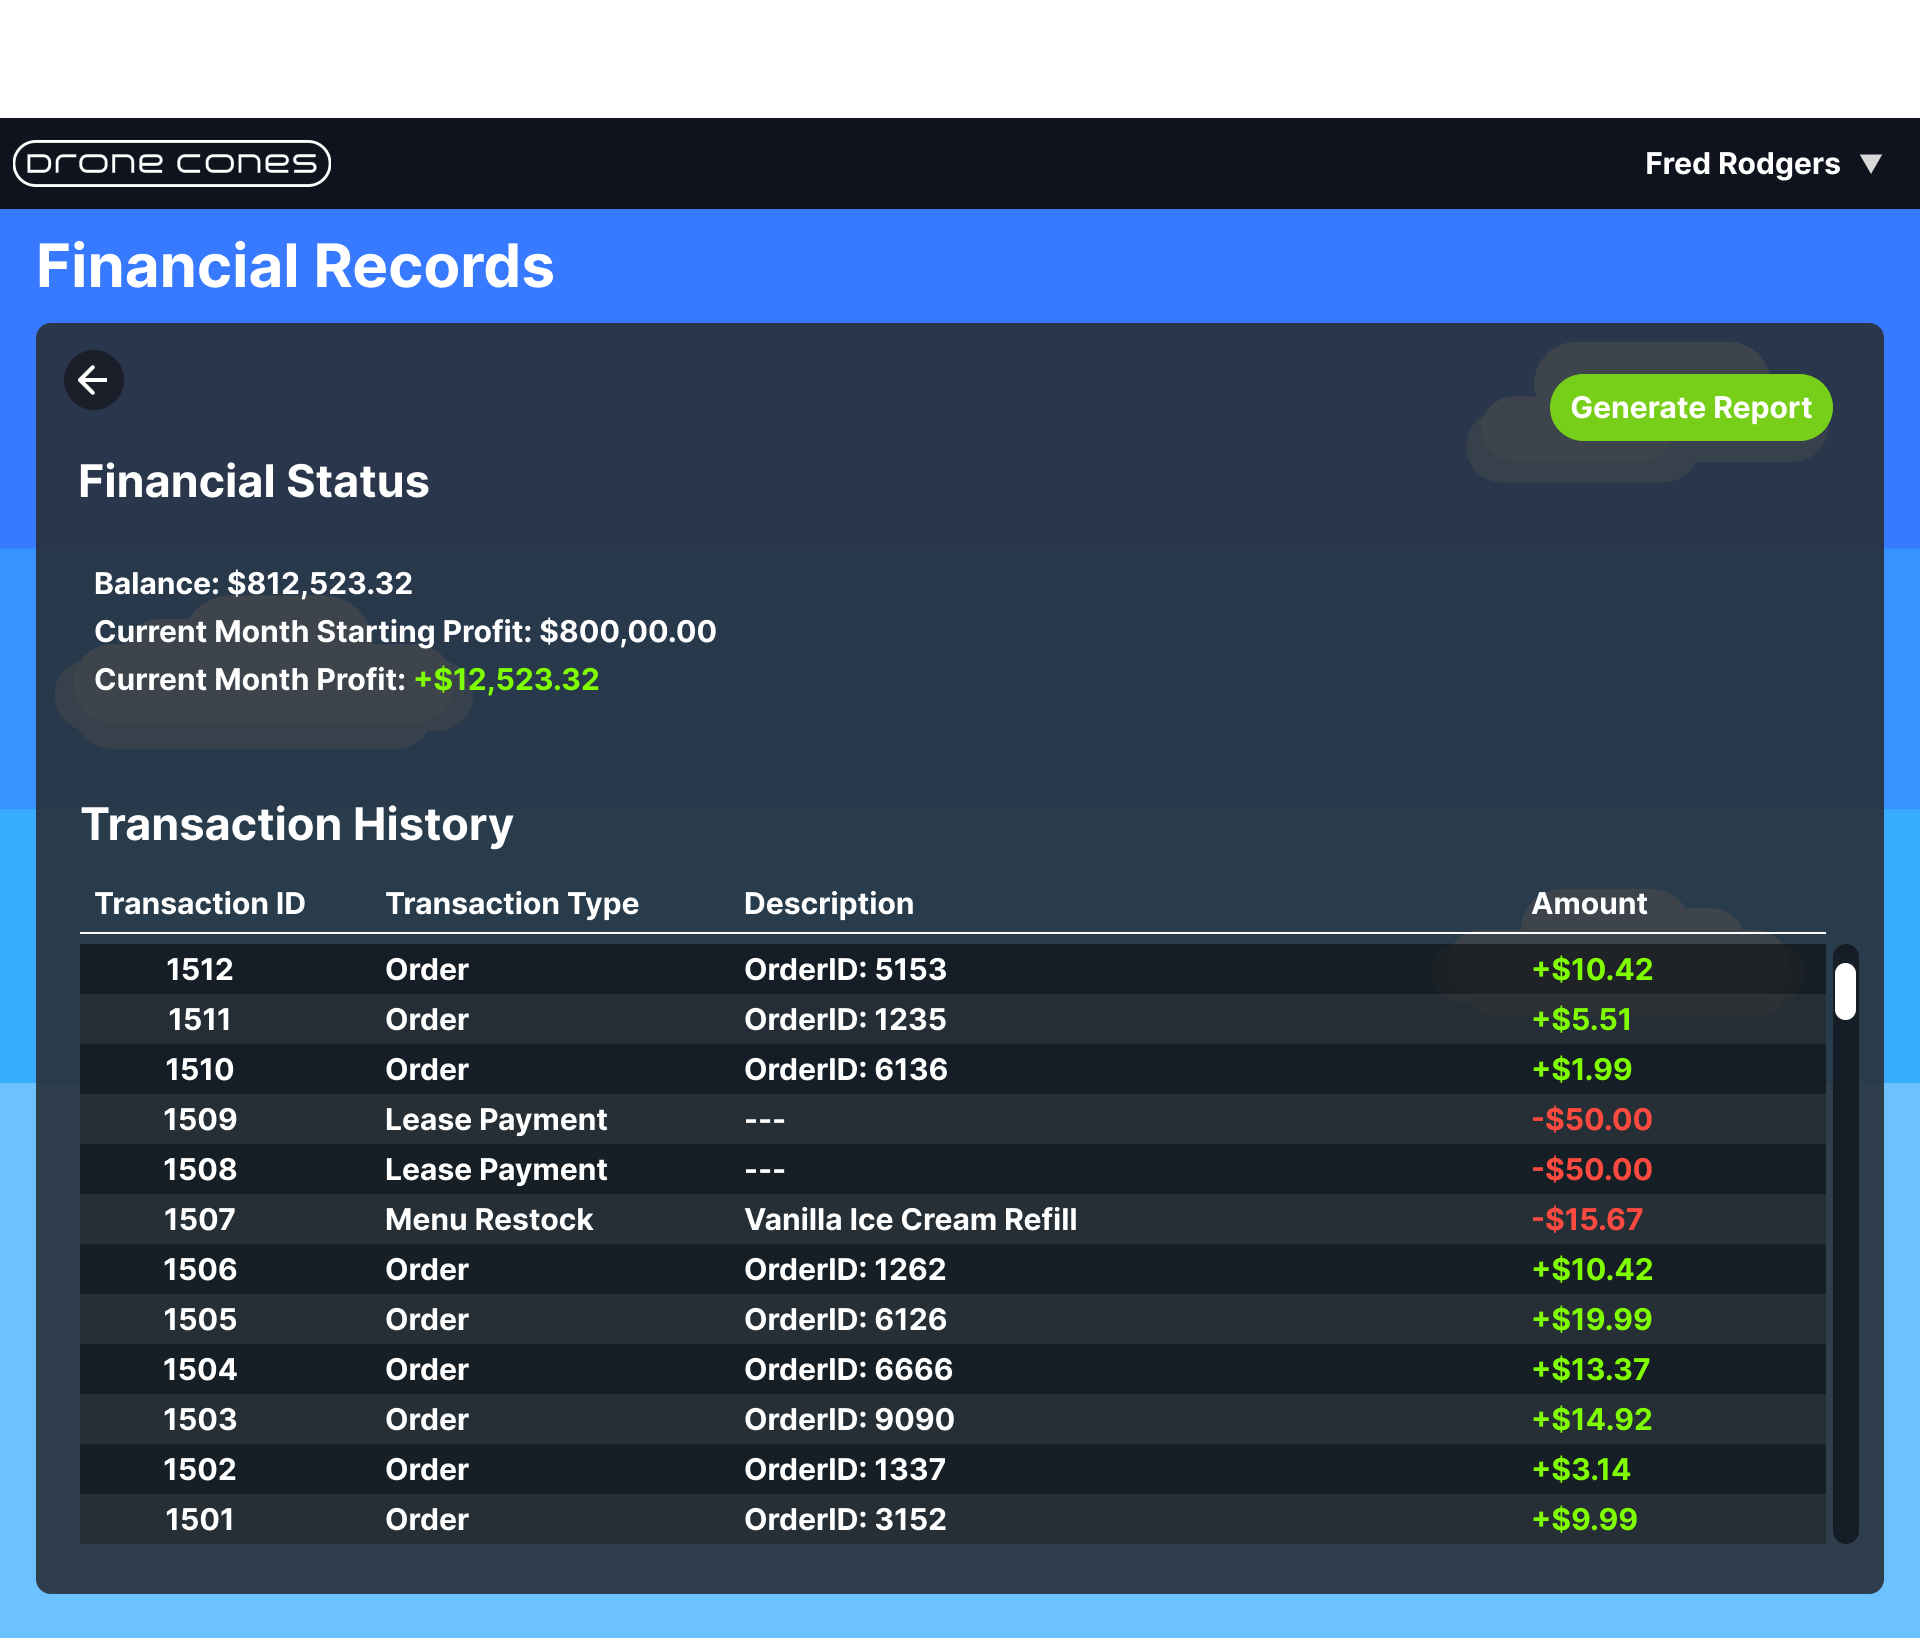 Drone Cones
Fred Rodgers ▼
Financial Records
Generate Report
Financial Status
Balance: $812,523.32
Current Month Starting Profit: $800,00.00
Current Month Profit: +$12,523.32
Transaction History
Transaction ID Transaction Type Description Amount
1512 Order OrderID: 5153 +$10.42
1511 Order OrderID: 1235 +$5.51
1510 Order OrderID: 6136 +$1.99
1509 Lease Payment --- -$50.00
1508 Lease Payment --- -$50.00
1507 Menu Restock Vanilla Ice Cream Refill -$15.67
1506 Order OrderID: 1262 +$10.42
1505 Order OrderID: 6126 +$19.99
1504 Order OrderID: 6666 +$13.37
1503 Order OrderID: 9090 +$14.92
1502 Order OrderID: 1337 +$3.14
1501 Order OrderID: 3152 +$9.99